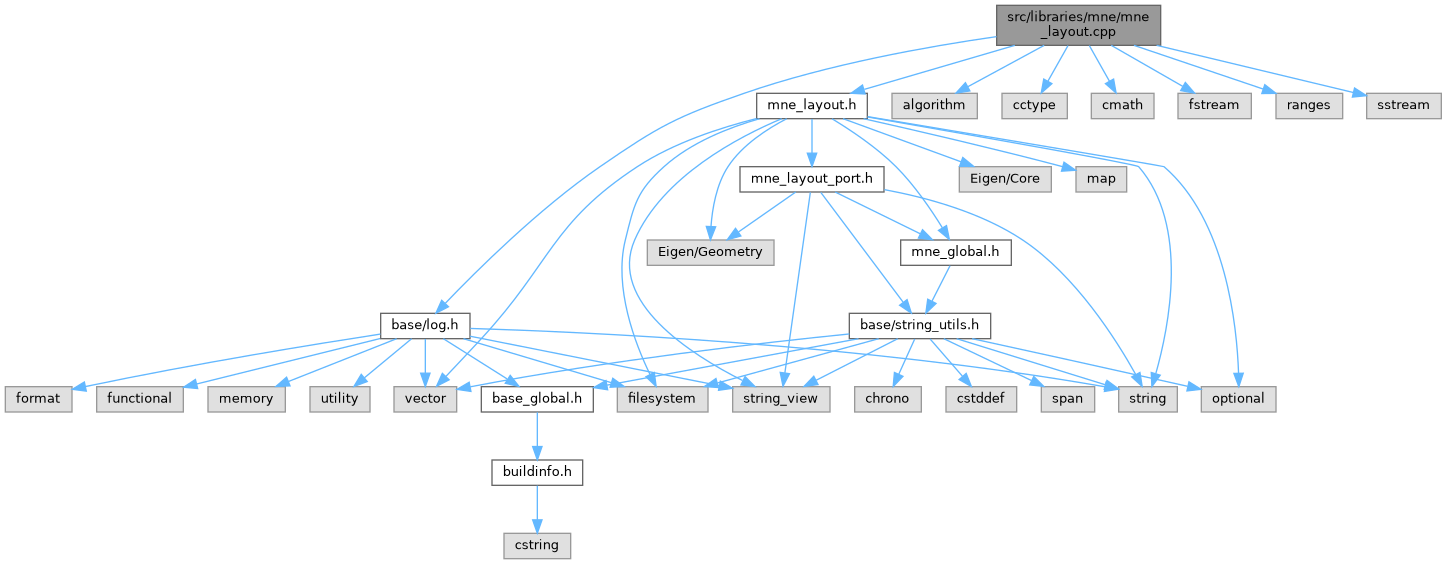 src/libraries/mne/mne
_layout.cpp
mne_layout.h
algorithm
cctype
cmath
fstream
ranges
sstream
mne_layout_port.h
Eigen/Core
map
Eigen/Geometry
mne_global.h
base/log.h
base/string_utils.h
format
functional
memory
utility
vector
base_global.h
filesystem
string_view
chrono
cstddef
span
string
optional
buildinfo.h
cstring